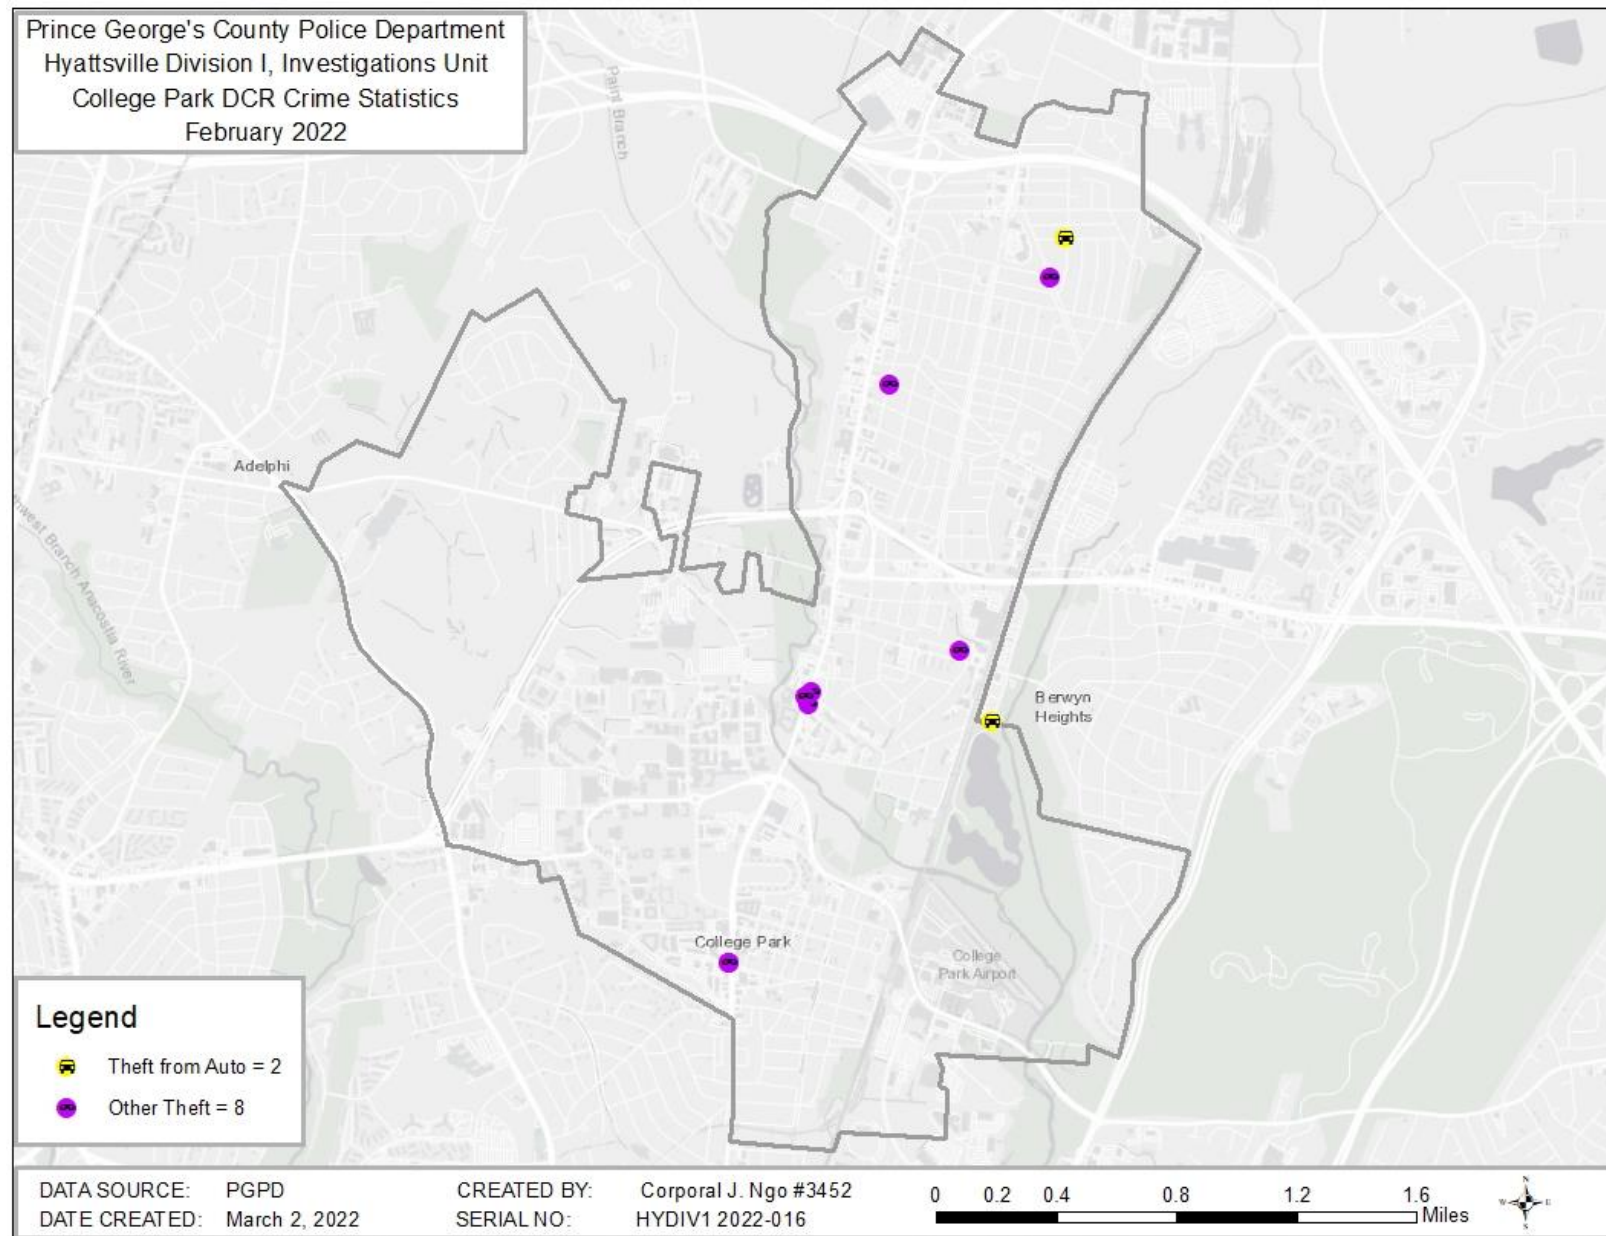 Prince George's County Police Department
Hyattsville Division I, Investigations Unit
College Park DCR Crime Statistics
February 2022
Paint Branch
Adelphi
Branch Anacostia River
Berwyn
Heights
College Park
College
Park Airport
Legend
Theft from Auto = 2
Other Theft = 8
DATA SOURCE: PGPD
DATE CREATED: March 2, 2022
CREATED BY: Corporal J. Ngo #3452
SERIAL NO: HYDIV1 2022-016
0 0.2 0.4 0.8 1.2 1.6
Miles
N
W E
S